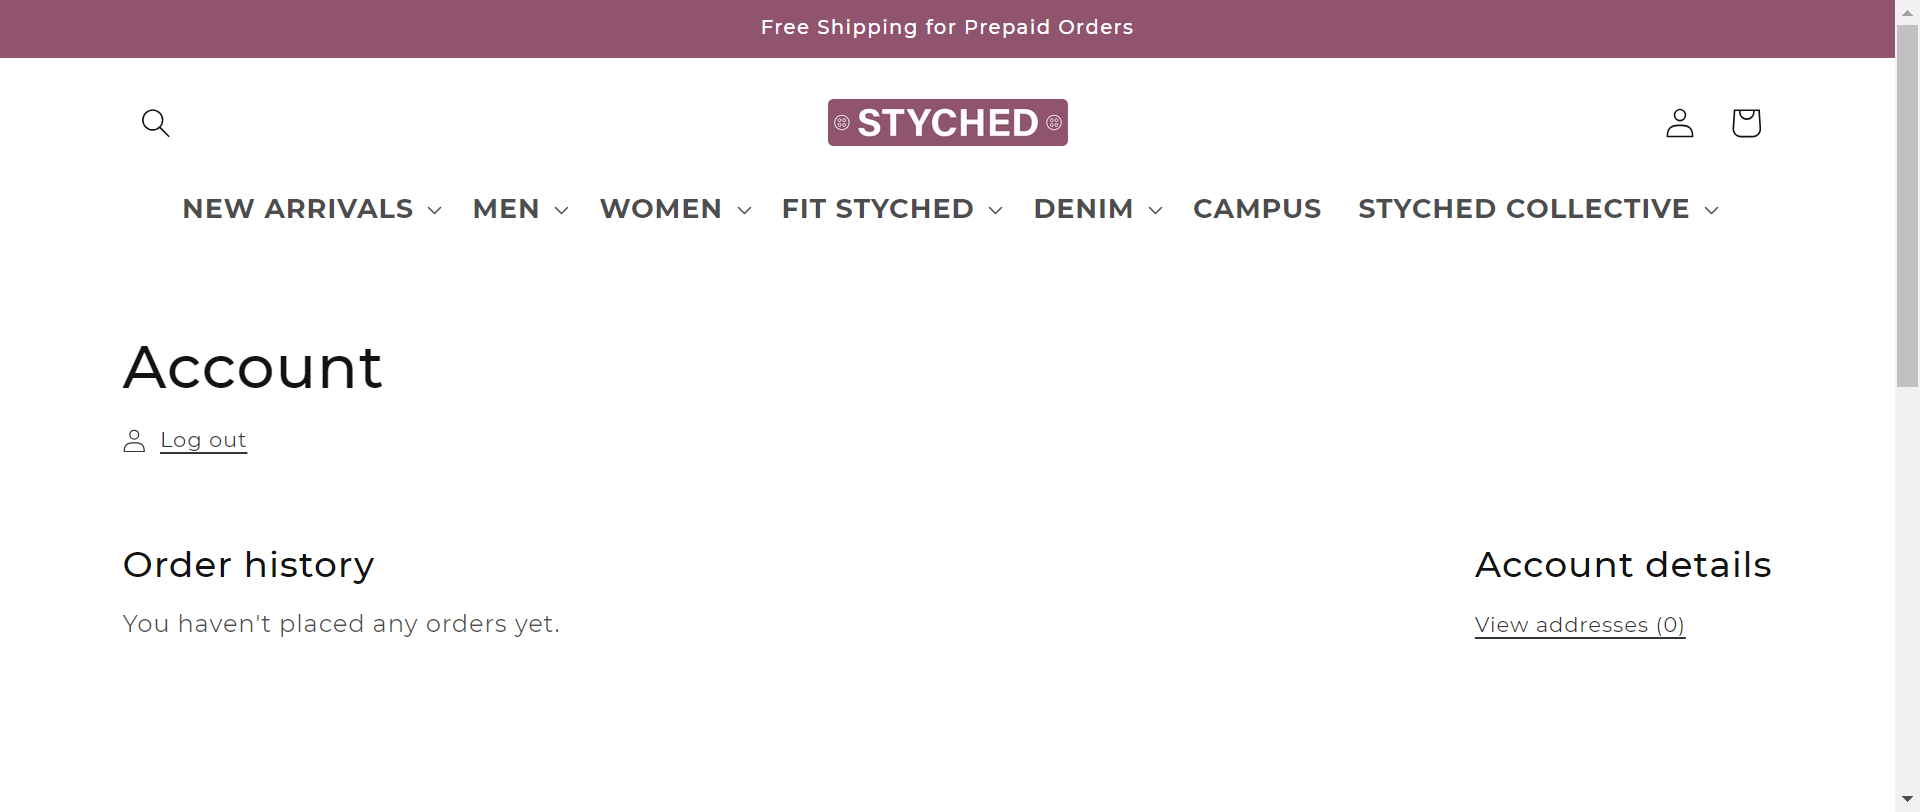 Free Shipping for Prepaid Orders
STYCHED
NEW ARRIVALS MEN WOMEN FIT STYCHED DENIM CAMPUS STYCHED COLLECTIVE
Account
Log out
Order history
Account details
You haven't placed any orders yet.
View addresses (0)